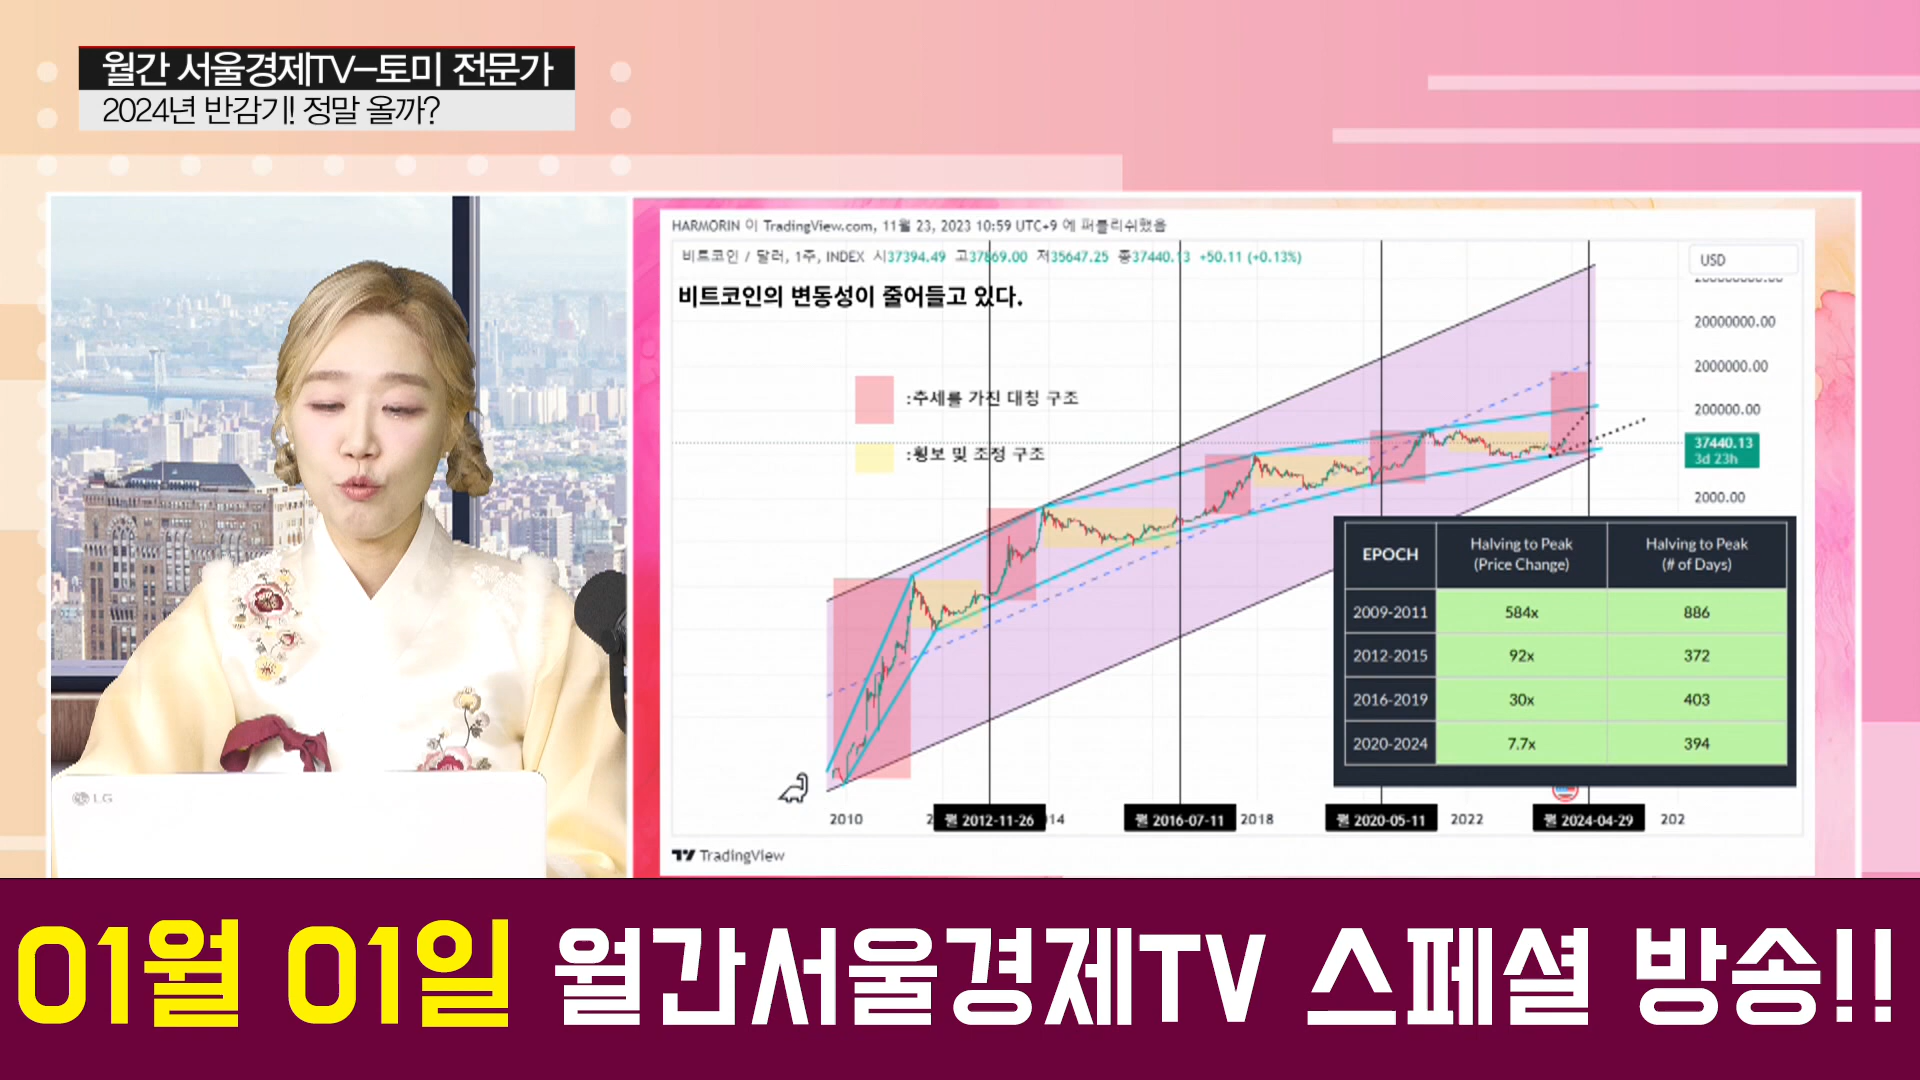 월간 서울경제TV-토미 전문가
2024년 반감기! 정말 올까?
HARMORIN 이 TradingView.com, 11월 23, 2023 10:59 UTC+9 에 퍼블리쉬했음
비트코인 / 달러, 1주, INDEX 시37394.49 고37869.00 저35647.25 종37440.13 +50.11 (+0.13%)
비트코인의 변동성이 줄어들고 있다.
:추세를 가진 대칭 구조
:횡보 및 조정 구조
USD
20000000.00
2000000.00
200000.00
37440.13
3d 23h
2000.00
EPOCH Halving to Peak (Price Change) Halving to Peak (# of Days)
2009-2011 584x 886
2012-2015 92x 372
2016-2019 30x 403
2020-2024 7.7x 394
2010 월 2012-11-26 14 월 2016-07-11 2018 월 2020-05-11 2022 월 2024-04-29 202
TradingView
LG
01월 01일 월간서울경제TV 스페셜 방송!!